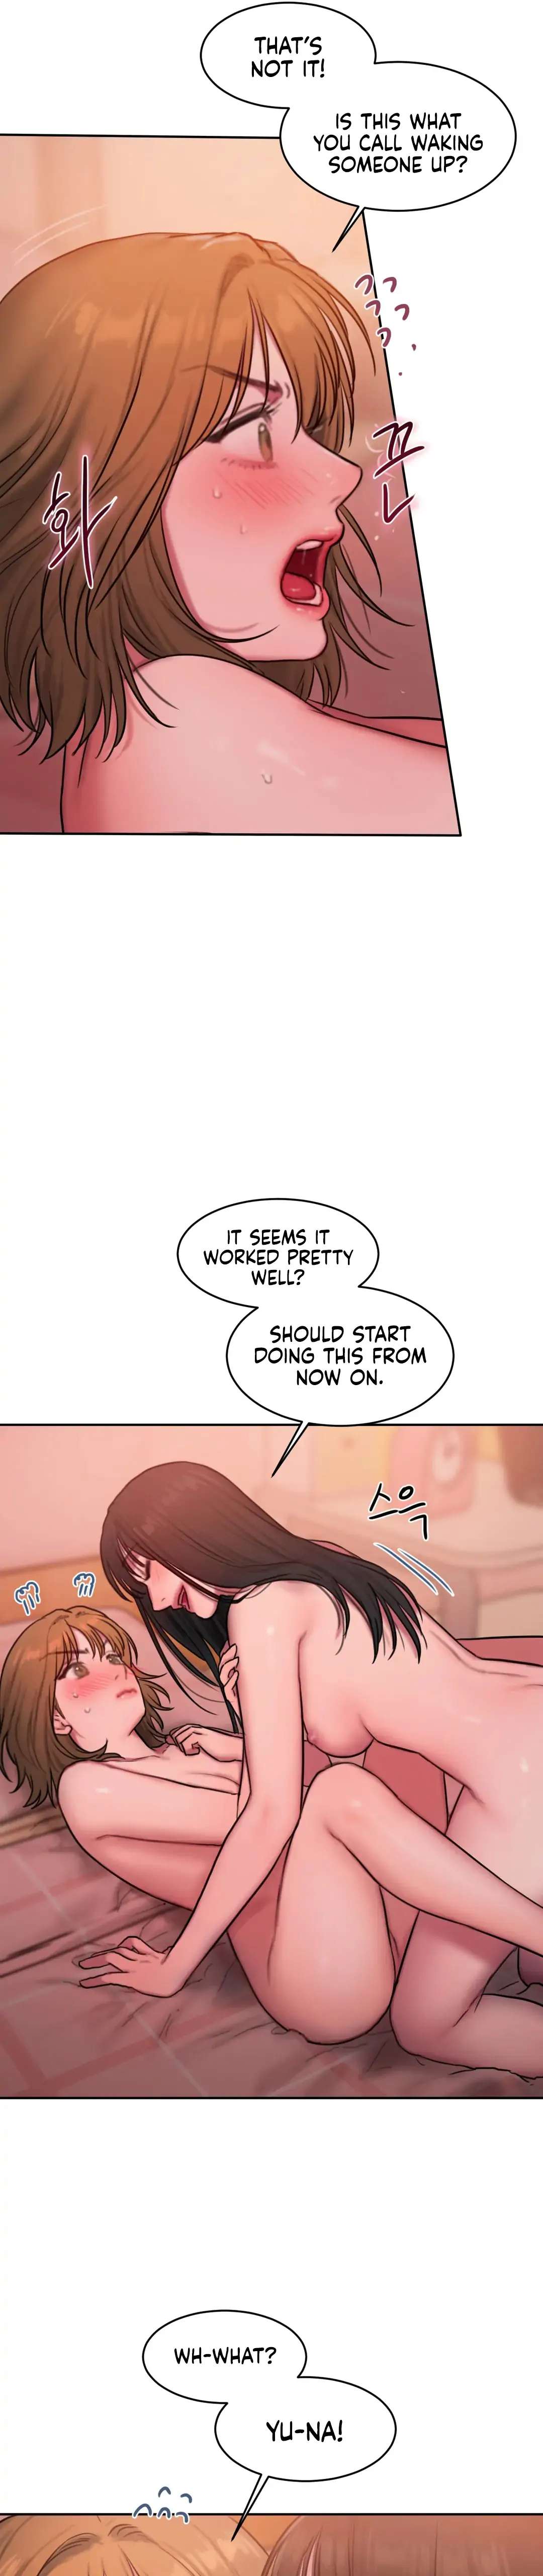 THAT'S
NOT IT!
IS THIS WHAT
YOU CALL WAKING
SOMEONE UP?
화
끈
IT SEEMS IT
WORKED PRETTY
WELL?
SHOULD START
DOING THIS FROM
NOW ON.
스윽
WH-WHAT?
YU-NA!